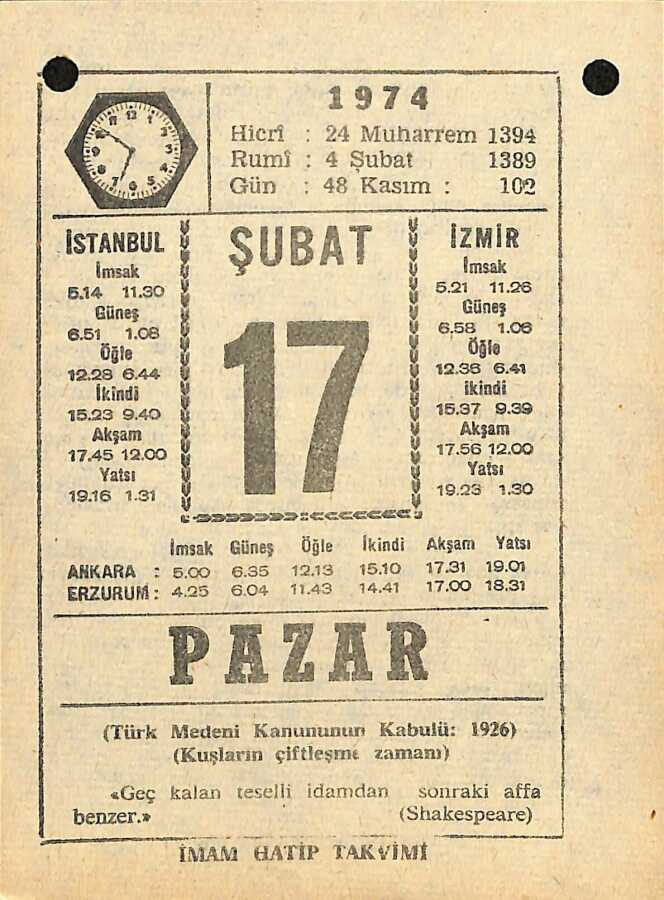 1974
Hicrî : 24 Muharrem 1394
Rumî : 4 Şubat 1389
Gün : 48 Kasım : 102
İSTANBUL
İmsak
5.14 11.30
Güneş
6.51 1.08
Öğle
12.28 6.44
İkindi
15.23 9.40
Akşam
17.45 12.00
Yatsı
19.16 1.31
ŞUBAT
17
İZMİR
İmsak
5.21 11.26
Güneş
6.58 1.06
Öğle
12.36 6.41
İkindi
15.37 9.39
Akşam
17.56 12.00
Yatsı
19.23 1.30
İmsak Güneş Öğle İkindi Akşam Yatsı
ANKARA : 5.00 6.35 12.13 15.10 17.31 19.01
ERZURUM : 4.25 6.04 11.43 14.41 17.00 18.31
PAZAR
(Türk Medeni Kanununun Kabulü: 1926)
(Kuşların çiftleşme zamanı)
«Geç kalan teselli idamdan sonraki affa
benzer.» (Shakespeare)
İMAM HATİP TAKVİMİ